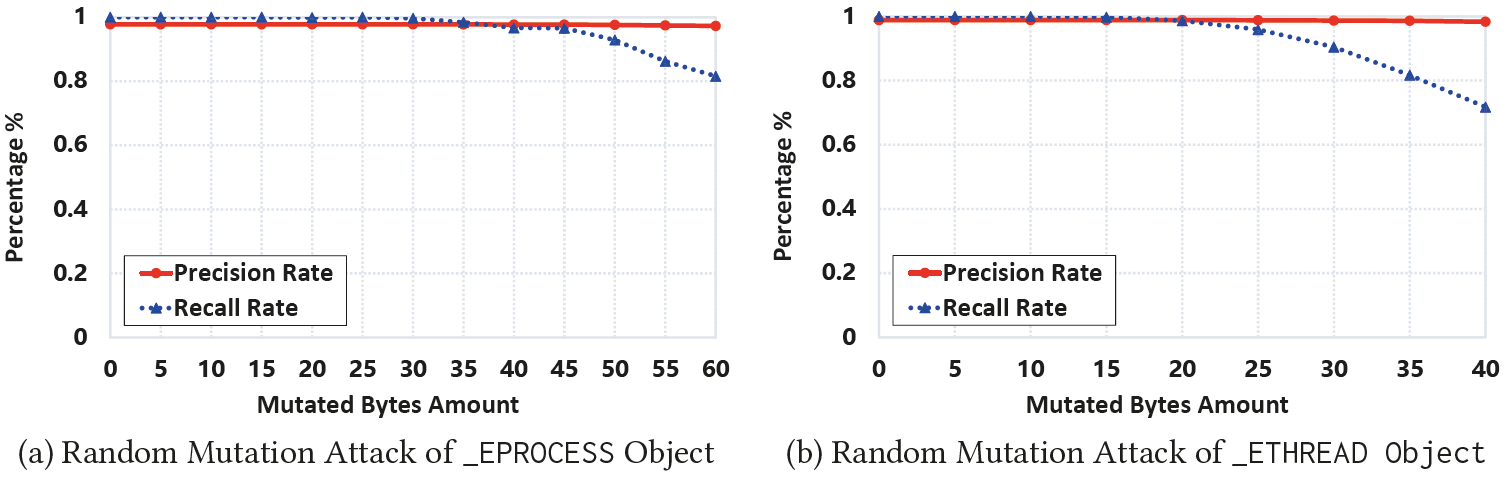 1
0.8
0.6
0.4
0.2
0
Percentage %
Precision Rate
Recall Rate
0 5 10 15 20 25 30 35 40 45 50 55 60
Mutated Bytes Amount
(a) Random Mutation Attack of _EPROCESS Object
1
0.8
0.6
0.4
0.2
0
Percentage %
Precision Rate
Recall Rate
0 5 10 15 20 25 30 35 40
Mutated Bytes Amount
(b) Random Mutation Attack of _ETHREAD Object